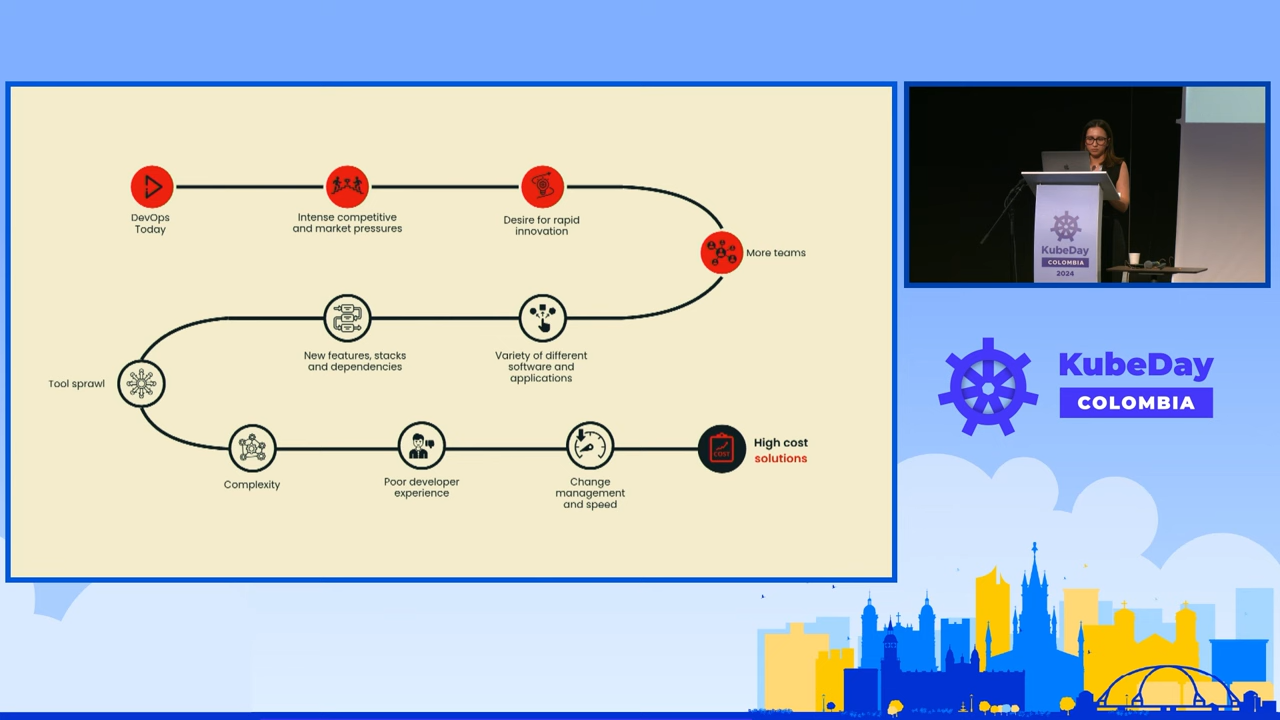 DevOps
Today
Intense competitive
and market pressures
Desire for rapid
innovation
More teams
Variety of different
software and
applications
New features, stacks
and dependencies
Tool sprawl
Complexity
Poor developer
experience
Change
management
and speed
COST
High cost
solutions
KubeDay
COLOMBIA
2024
KubeDay
COLOMBIA